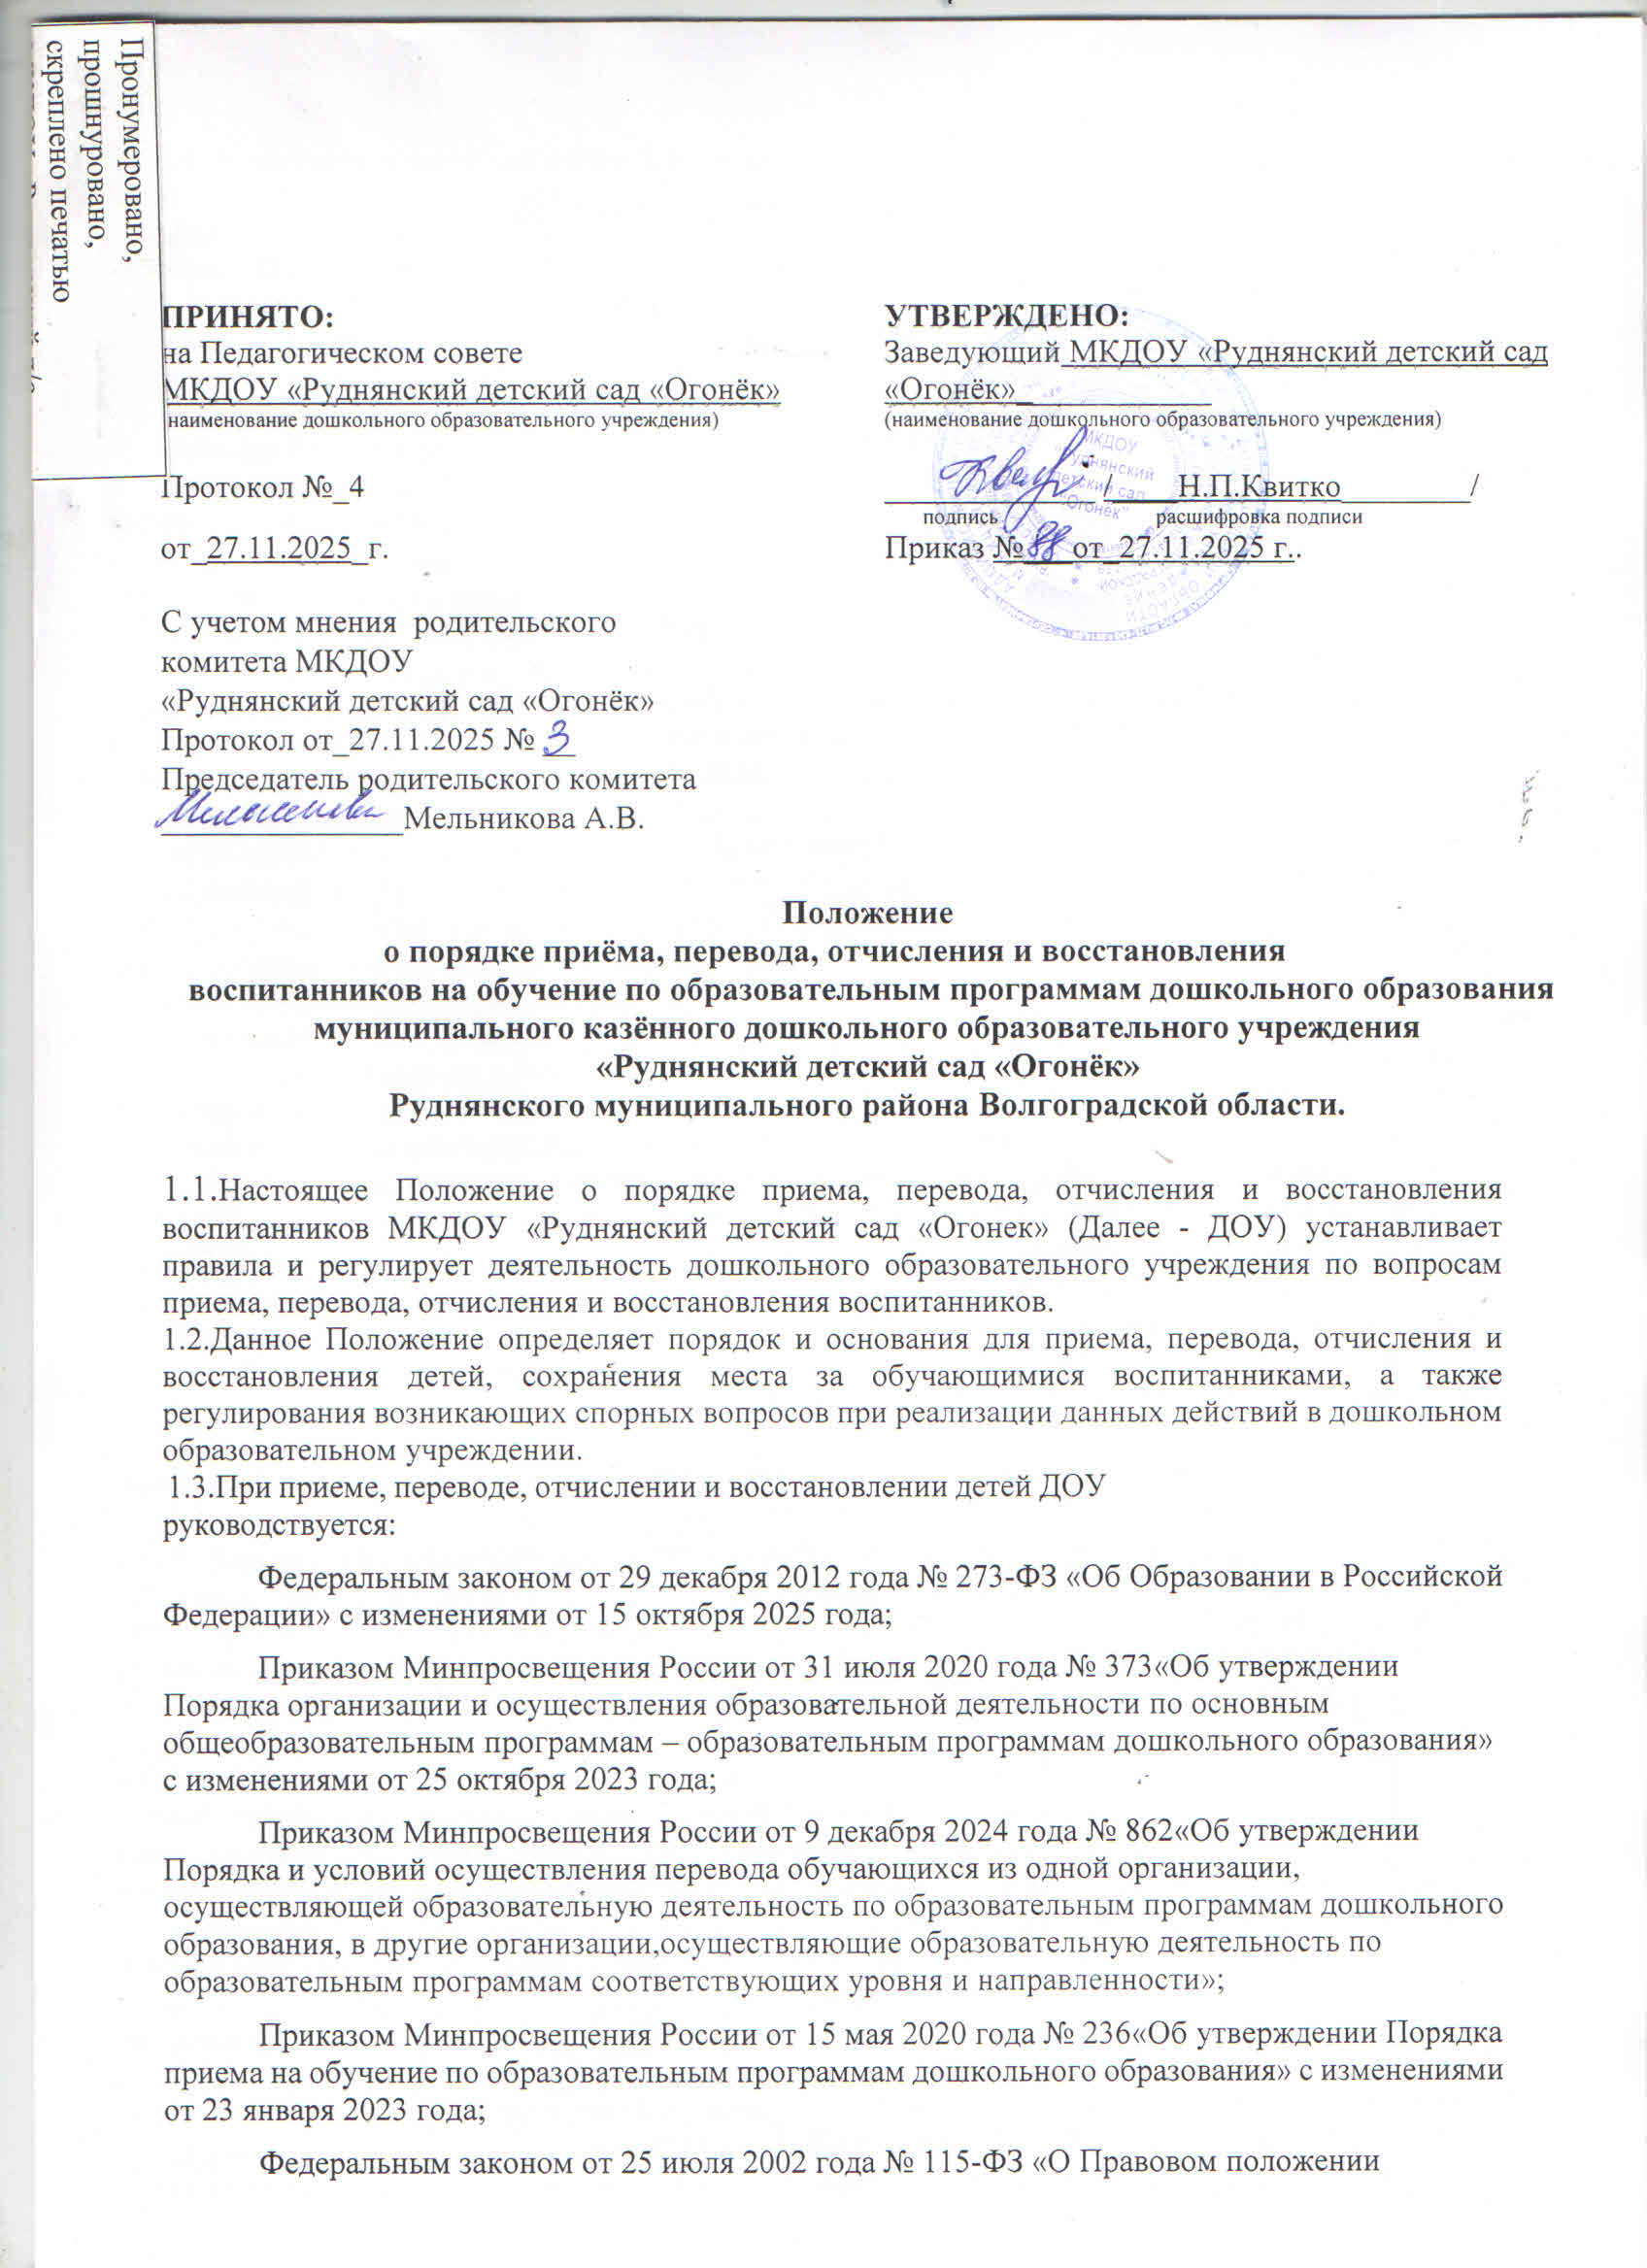 Пронумеровано,
прошнуровано,
скреплено печатью
ПРИНЯТО:
на Педагогическом совете
МКДОУ «Руднянский детский сад «Огонёк»
наименование дошкольного образовательного учреждения)
Протокол №_4
от_27.11.2025_г.
УТВЕРЖДЕНО:
Заведующий МКДОУ «Руднянский детский сад
«Огонёк»_
(наименование дошкольного образовательного учреждения)
МКДОУ
"Руднянский
детский сад
"Огонёк"
/ Н.П.Квитко /
подпись расшифровка подписи
Приказ № 88 от_27.11.2025 г..
С учетом мнения родительского
комитета МКДОУ
«Руднянский детский сад «Огонёк»
Протокол от_27.11.2025 № 3
Председатель родительского комитета
Мельникова А.В.
Положение
о порядке приёма, перевода, отчисления и восстановления
воспитанников на обучение по образовательным программам дошкольного образования
муниципального казённого дошкольного образовательного учреждения
«Руднянский детский сад «Огонёк»
Руднянского муниципального района Волгоградской области.
1.1.Настоящее Положение о порядке приема, перевода, отчисления и восстановления
воспитанников МКДОУ «Руднянский детский сад «Огонек» (Далее - ДОУ) устанавливает
правила и регулирует деятельность дошкольного образовательного учреждения по вопросам
приема, перевода, отчисления и восстановления воспитанников.
1.2.Данное Положение определяет порядок и основания для приема, перевода, отчисления и
восстановления детей, сохранения места за обучающимися воспитанниками, а также
регулирования возникающих спорных вопросов при реализации данных действий в дошкольном
образовательном учреждении.
1.3.При приеме, переводе, отчислении и восстановлении детей ДОУ
руководствуется:
Федеральным законом от 29 декабря 2012 года № 273-ФЗ «Об Образовании в Российской
Федерации» с изменениями от 15 октября 2025 года;
Приказом Минпросвещения России от 31 июля 2020 года № 373«Об утверждении
Порядка организации и осуществления образовательной деятельности по основным
общеобразовательным программам – образовательным программам дошкольного образования»
с изменениями от 25 октября 2023 года;
Приказом Минпросвещения России от 9 декабря 2024 года № 862«Об утверждении
Порядка и условий осуществления перевода обучающихся из одной организации,
осуществляющей образовательную деятельность по образовательным программам дошкольного
образования, в другие организации,осуществляющие образовательную деятельность по
образовательным программам соответствующих уровня и направленности»;
Приказом Минпросвещения России от 15 мая 2020 года № 236«Об утверждении Порядка
приема на обучение по образовательным программам дошкольного образования» с изменениями
от 23 января 2023 года;
Федеральным законом от 25 июля 2002 года № 115-ФЗ «О Правовом положении